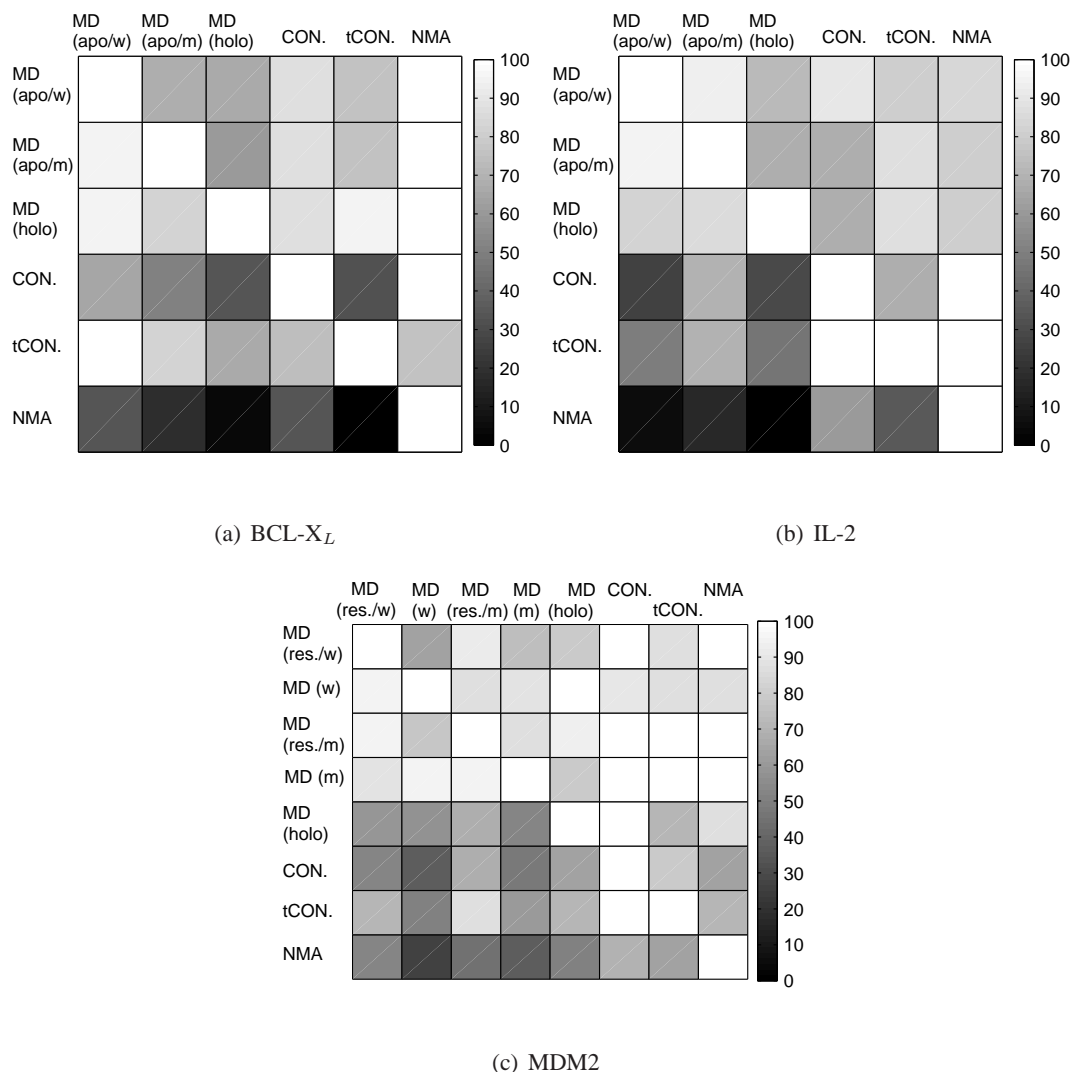 MD (apo/w) MD (apo/m) MD (holo) CON. tCON. NMA
MD (apo/w)
MD (apo/m)
MD (holo)
CON.
tCON.
NMA
100
90
80
70
60
50
40
30
20
10
0
(a) BCL-X_L
MD (apo/w) MD (apo/m) MD (holo) CON. tCON. NMA
MD (apo/w)
MD (apo/m)
MD (holo)
CON.
tCON.
NMA
100
90
80
70
60
50
40
30
20
10
0
(b) IL-2
MD (res./w) MD (w) MD (res./m) MD (m) MD (holo) CON. tCON. NMA
MD (res./w)
MD (w)
MD (res./m)
MD (m)
MD (holo)
CON.
tCON.
NMA
100
90
80
70
60
50
40
30
20
10
0
(c) MDM2